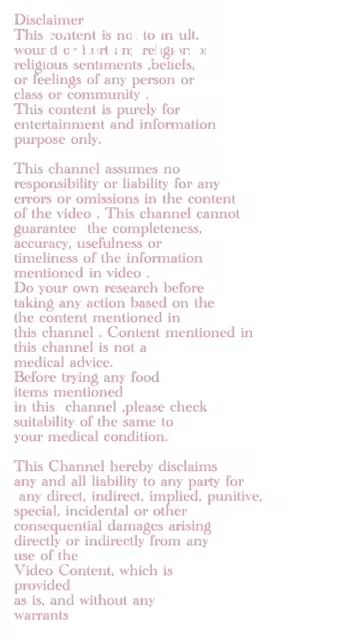 Disclaimer
This content is not to insult,
wound or hurt any religion or
religious sentiments ,beliefs,
or feelings of any person or
class or community .
This content is purely for
entertainment and information
purpose only.
This channel assumes no
responsibility or liability for any
errors or omissions in the content
of the video . This channel cannot
guarantee the completeness,
accuracy, usefulness or
timeliness of the information
mentioned in video .
Do your own research before
taking any action based on the
the content mentioned in
this channel . Content mentioned in
this channel is not a
medical advice.
Before trying any food
items mentioned
in this channel ,please check
suitability of the same to
your medical condition.
This Channel hereby disclaims
any and all liability to any party for
any direct, indirect, implied, punitive,
special, incidental or other
consequential damages arising
directly or indirectly from any
use of the
Video Content, which is
provided
as is, and without any
warrants